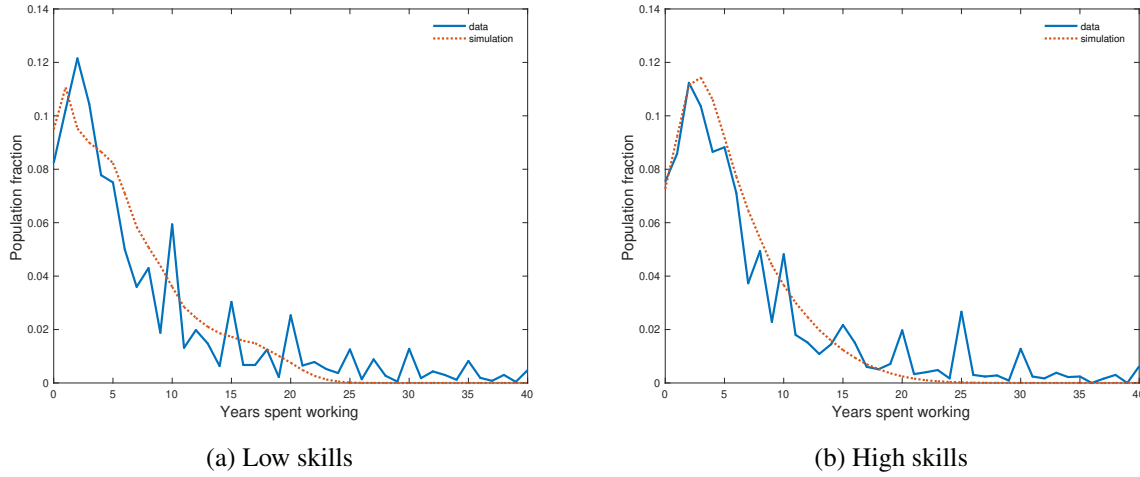 0.14
0.12
0.1
0.08
0.06
0.04
0.02
0
Population fraction
data
simulation
0 5 10 15 20 25 30 35 40
Years spent working
(a) Low skills
0.14
0.12
0.1
0.08
0.06
0.04
0.02
0
Population fraction
data
simulation
0 5 10 15 20 25 30 35 40
Years spent working
(b) High skills